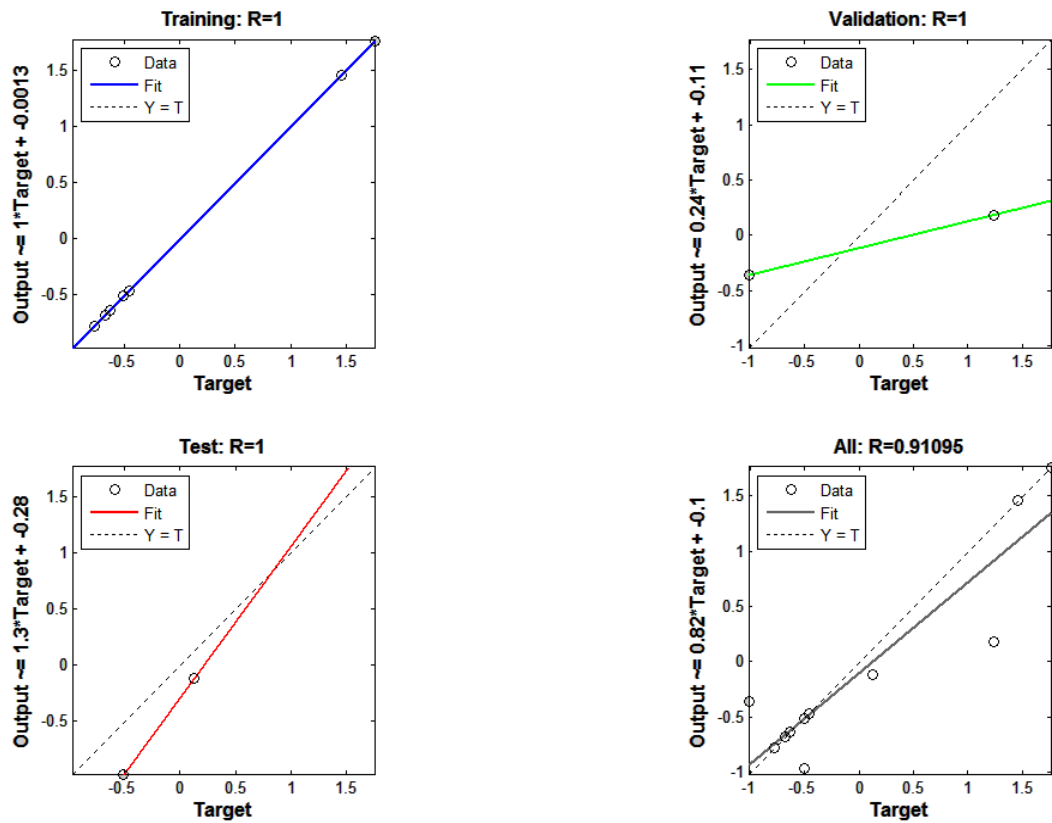 Training: R=1
Output ~= 1*Target + -0.0013
Data
Fit
Y = T
1.5
1
0.5
0
-0.5
-0.5 0 0.5 1 1.5
Target
Validation: R=1
Output ~= 0.24*Target + -0.11
Data
Fit
Y = T
1.5
1
0.5
0
-0.5
-1
-1 -0.5 0 0.5 1 1.5
Target
Test: R=1
Output ~= 1.3*Target + -0.28
Data
Fit
Y = T
1.5
1
0.5
0
-0.5
-0.5 0 0.5 1 1.5
Target
All: R=0.91095
Output ~= 0.82*Target + -0.1
Data
Fit
Y = T
1.5
1
0.5
0
-0.5
-1
-1 -0.5 0 0.5 1 1.5
Target